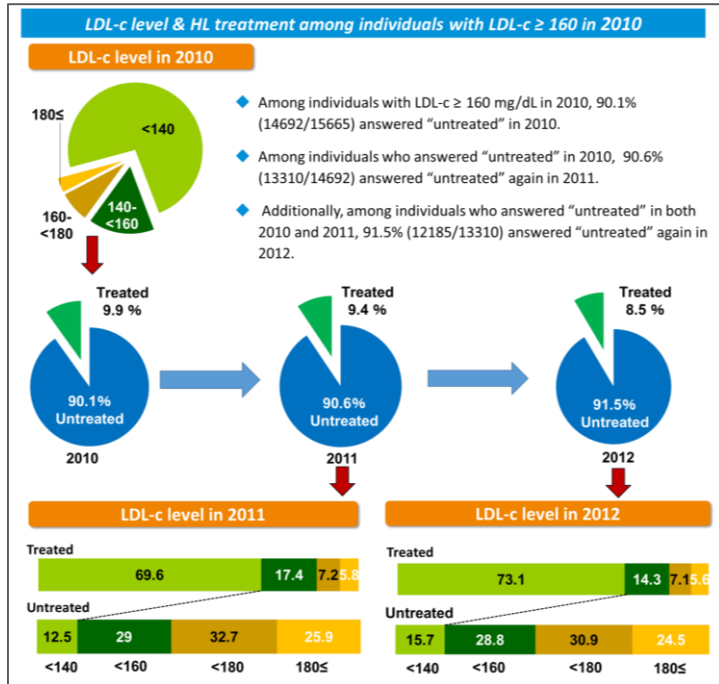 LDL-c level & HL treatment among individuals with LDL-c ≥ 160 in 2010
LDL-c level in 2010
180≤
<140
160-
<180
140-
<160
◆ Among individuals with LDL-c ≥ 160 mg/dL in 2010, 90.1%
(14692/15665) answered “untreated” in 2010.
◆ Among individuals who answered “untreated” in 2010, 90.6%
(13310/14692) answered “untreated” again in 2011.
◆ Additionally, among individuals who answered “untreated” in both
2010 and 2011, 91.5% (12185/13310) answered “untreated” again in
2012.
Treated
9.9 %
90.1%
Untreated
2010
Treated
9.4 %
90.6%
Untreated
2011
Treated
8.5 %
91.5%
Untreated
2012
LDL-c level in 2011
Treated
69.6 17.4 7.2 5.8
Untreated
12.5 29 32.7 25.9
<140 <160 <180 180≤
LDL-c level in 2012
Treated
73.1 14.3 7.1 5.6
Untreated
15.7 28.8 30.9 24.5
<140 <160 <180 180≤